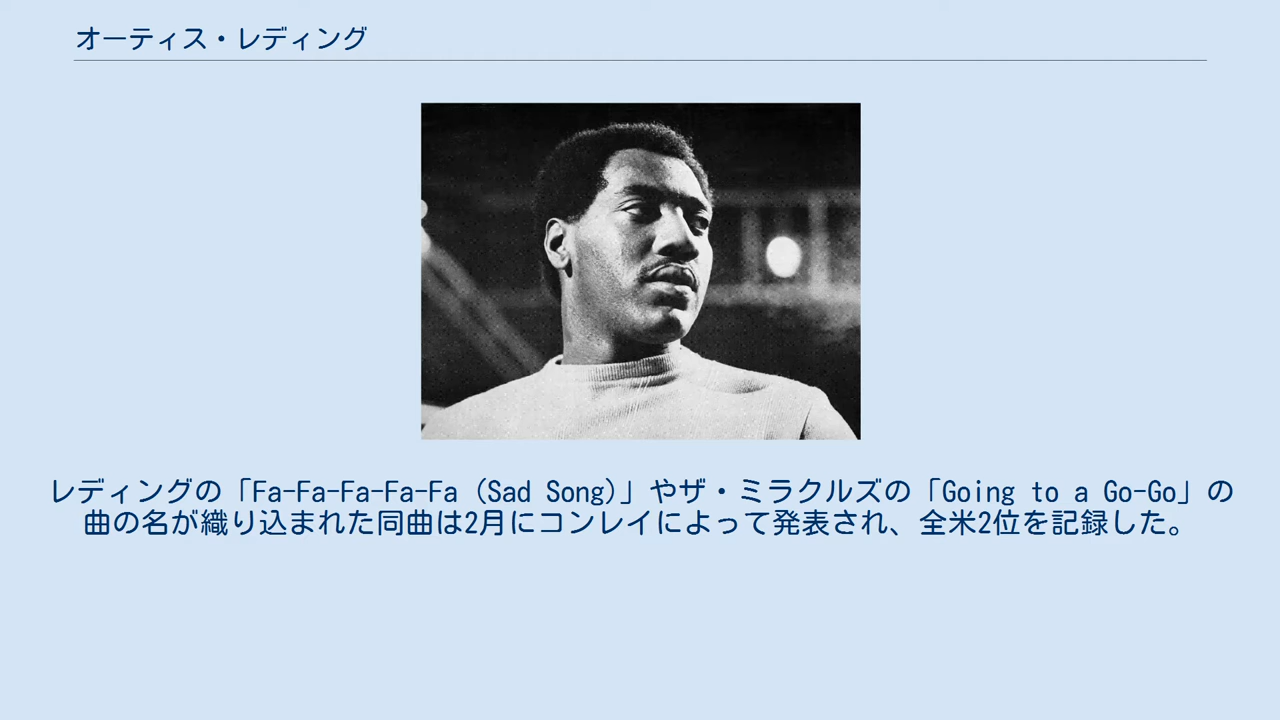 オーティス・レディング
レディングの「Fa-Fa-Fa-Fa-Fa (Sad Song)」やザ・ミラクルズの「Going to a Go-Go」の
曲の名が織り込まれた同曲は2月にコンレイによって発表され、全米2位を記録した。